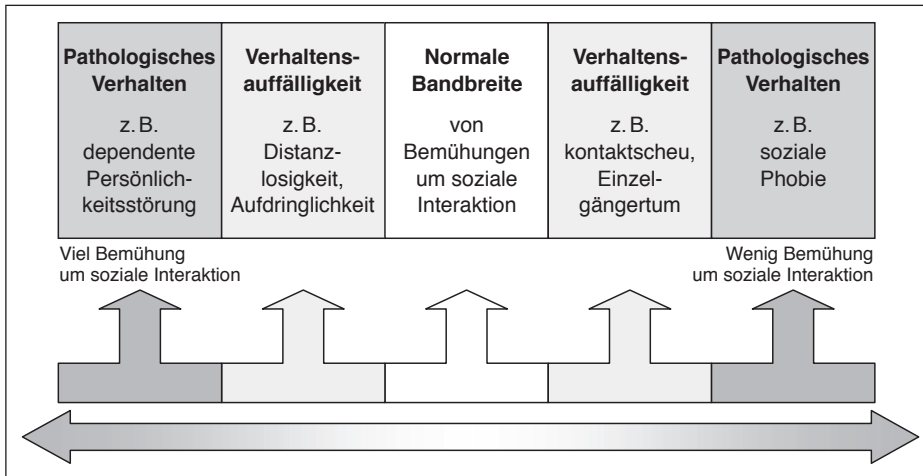 Pathologisches
Verhalten
z. B.
dependente
Persönlich-
keitsstörung
Verhaltens-
auffälligkeit
z. B.
Distanz-
losigkeit,
Aufdringlichkeit
Normale
Bandbreite
von
Bemühungen
um soziale
Interaktion
Verhaltens-
auffälligkeit
z. B.
kontaktscheu,
Einzel-
gängertum
Pathologisches
Verhalten
z. B.
soziale
Phobie
Viel Bemühung
um soziale Interaktion
Wenig Bemühung
um soziale Interaktion